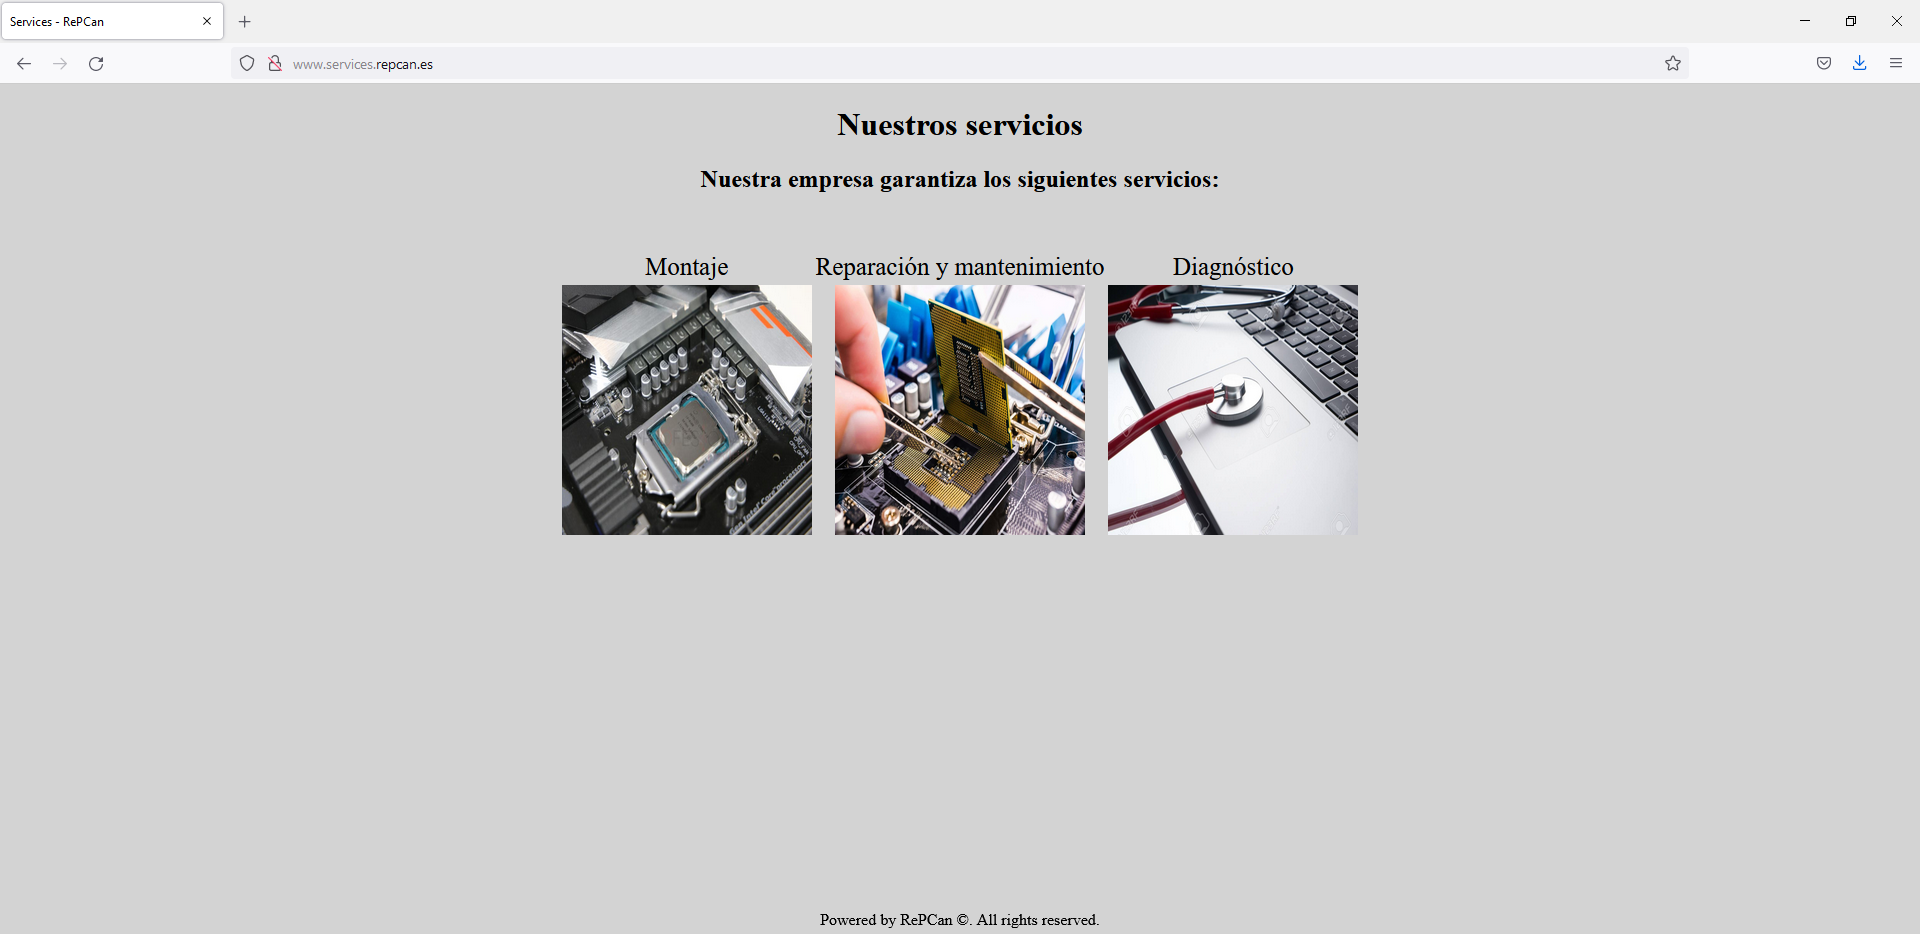 Services - RePCan
www.services.repcan.es
Nuestros servicios
Nuestra empresa garantiza los siguientes servicios:
Montaje
Reparación y mantenimiento
Diagnóstico
Powered by RePCan ©. All rights reserved.